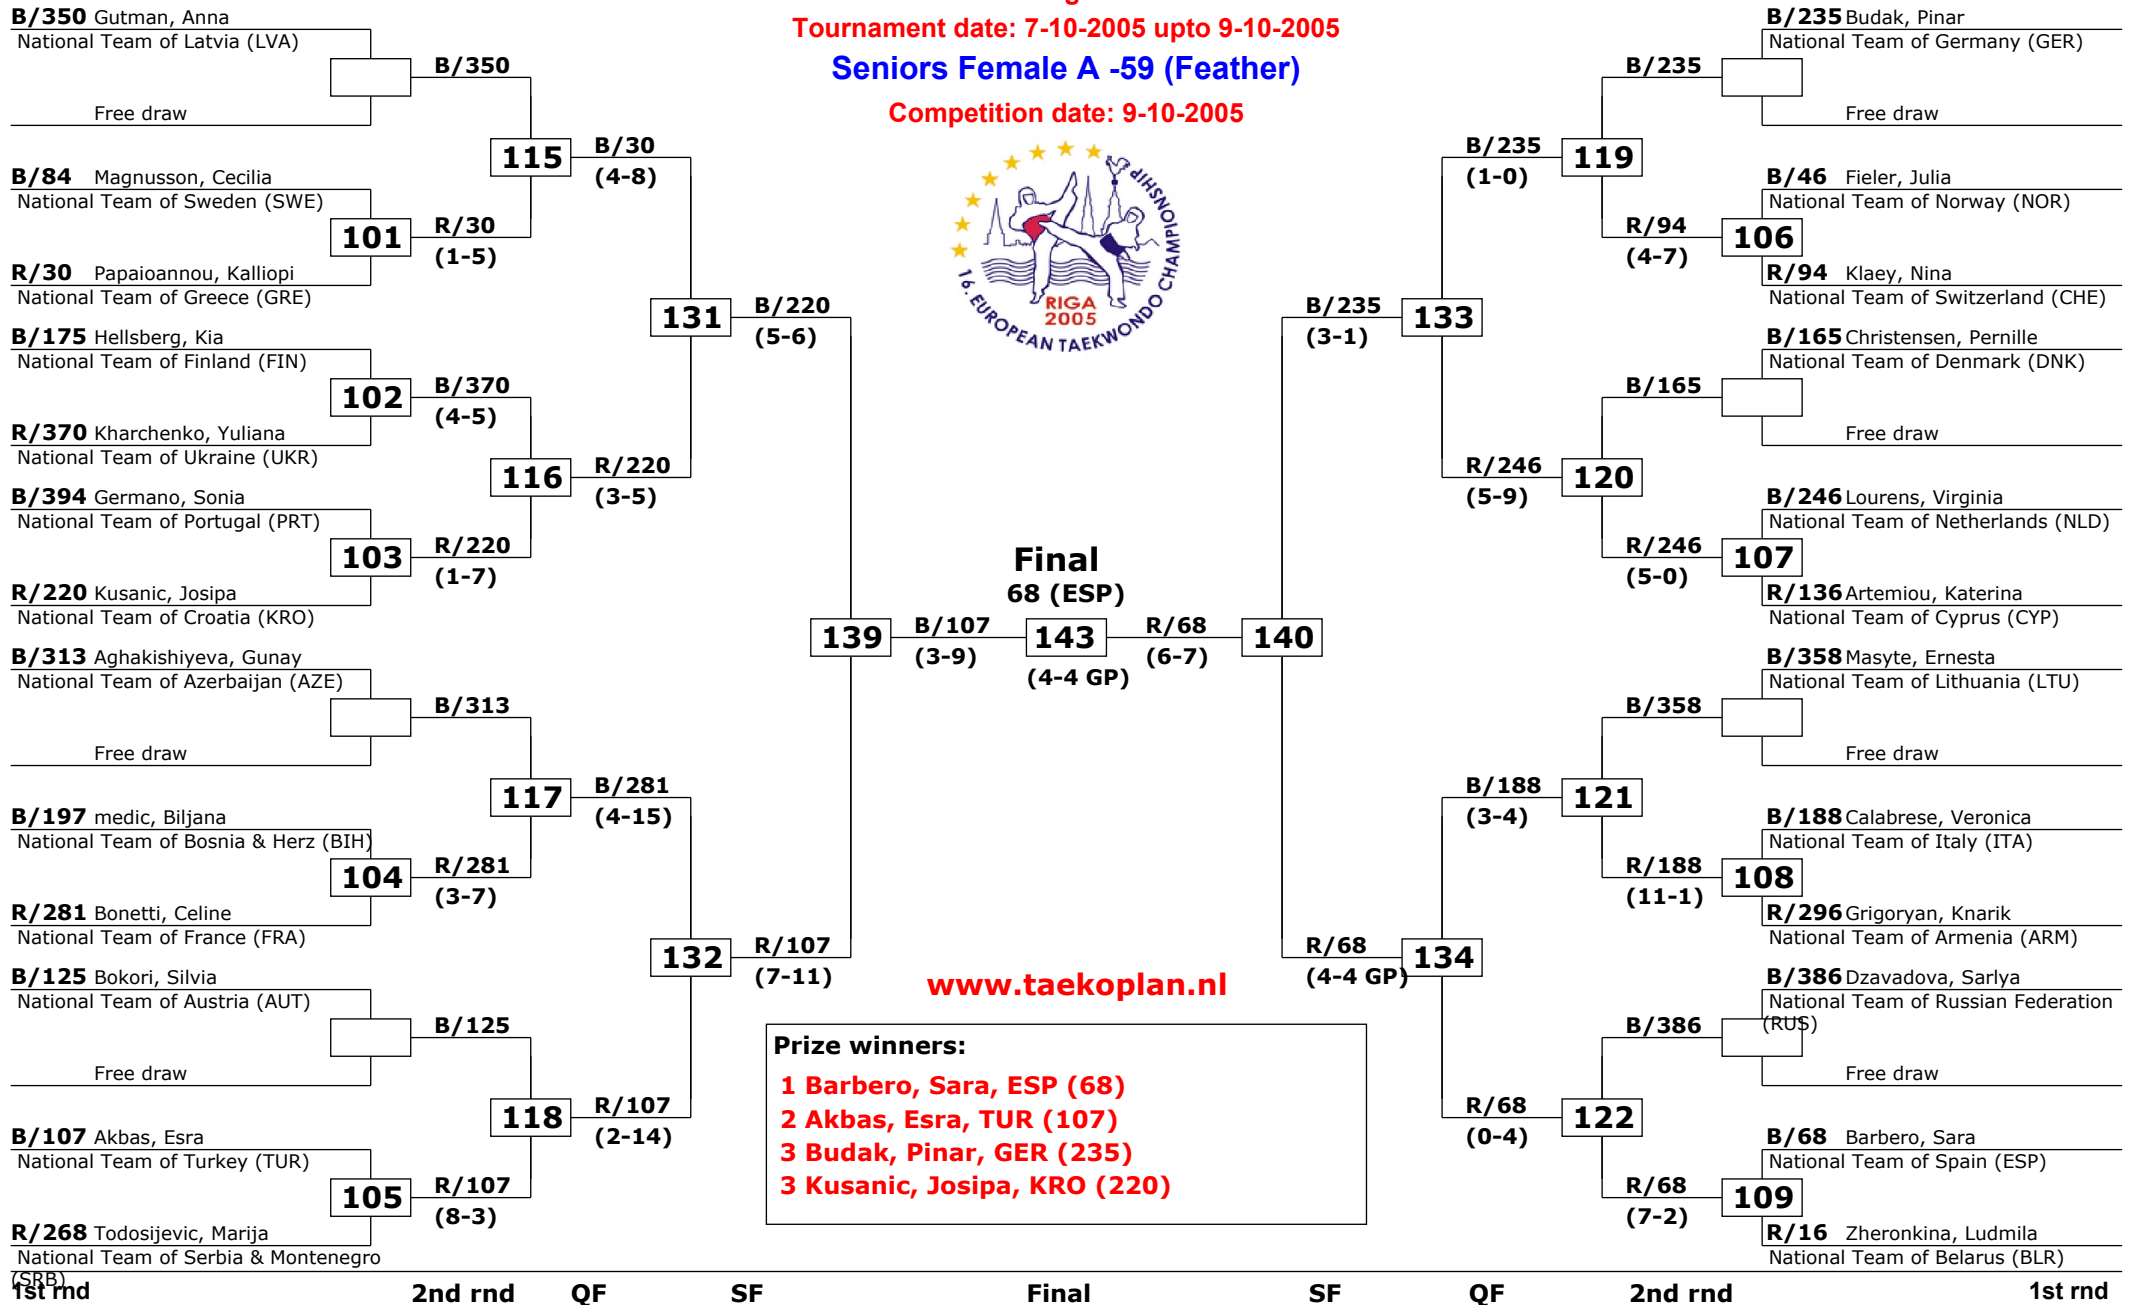 Tournament date: 7-10-2005 upto 9-10-2005
Seniors Female A -59 (Feather)
Competition date: 9-10-2005
16. EUROPEAN TAEKWONDO CHAMPIONSHIP
RIGA
2005
B/350 Gutman, Anna
National Team of Latvia (LVA)
Free draw
B/84 Magnusson, Cecilia
National Team of Sweden (SWE)
R/30 Papaioannou, Kalliopi
National Team of Greece (GRE)
B/175 Hellsberg, Kia
National Team of Finland (FIN)
R/370 Kharchenko, Yuliana
National Team of Ukraine (UKR)
B/394 Germano, Sonia
National Team of Portugal (PRT)
R/220 Kusanic, Josipa
National Team of Croatia (KRO)
B/313 Aghakishiyeva, Gunay
National Team of Azerbaijan (AZE)
Free draw
B/197 medic, Biljana
National Team of Bosnia & Herz (BIH)
R/281 Bonetti, Celine
National Team of France (FRA)
B/125 Bokori, Silvia
National Team of Austria (AUT)
Free draw
B/107 Akbas, Esra
National Team of Turkey (TUR)
R/268 Todosijevic, Marija
National Team of Serbia & Montenegro
(SRB)
B/350
101
R/30
(1-5)
102
B/370
(4-5)
103
R/220
(1-7)
B/313
104
R/281
(3-7)
B/125
105
R/107
(8-3)
115
B/30
(4-8)
116
R/220
(3-5)
117
B/281
(4-15)
118
R/107
(2-14)
131
B/220
(5-6)
132
R/107
(7-11)
139
B/107
(3-9)
Final
68 (ESP)
143
(4-4 GP)
R/68
(6-7)
140
B/235
(3-1)
133
R/68
(4-4 GP)
134
B/235
(1-0)
119
R/246
(5-9)
120
B/188
(3-4)
121
R/68
(0-4)
122
B/235
R/94
(4-7)
106
B/165
R/246
(5-0)
107
B/358
R/188
(11-1)
108
B/386
R/68
(7-2)
109
B/235 Budak, Pinar
National Team of Germany (GER)
Free draw
B/46 Fieler, Julia
National Team of Norway (NOR)
R/94 Klaey, Nina
National Team of Switzerland (CHE)
B/165 Christensen, Pernille
National Team of Denmark (DNK)
Free draw
B/246 Lourens, Virginia
National Team of Netherlands (NLD)
R/136 Artemiou, Katerina
National Team of Cyprus (CYP)
B/358 Masyte, Ernesta
National Team of Lithuania (LTU)
Free draw
B/188 Calabrese, Veronica
National Team of Italy (ITA)
R/296 Grigoryan, Knarik
National Team of Armenia (ARM)
B/386 Dzavadova, Sarlya
National Team of Russian Federation
(RUS)
Free draw
B/68 Barbero, Sara
National Team of Spain (ESP)
R/16 Zheronkina, Ludmila
National Team of Belarus (BLR)
www.taekoplan.nl
Prize winners:
1 Barbero, Sara, ESP (68)
2 Akbas, Esra, TUR (107)
3 Budak, Pinar, GER (235)
3 Kusanic, Josipa, KRO (220)
1st rnd 2nd rnd QF SF Final SF QF 2nd rnd 1st rnd